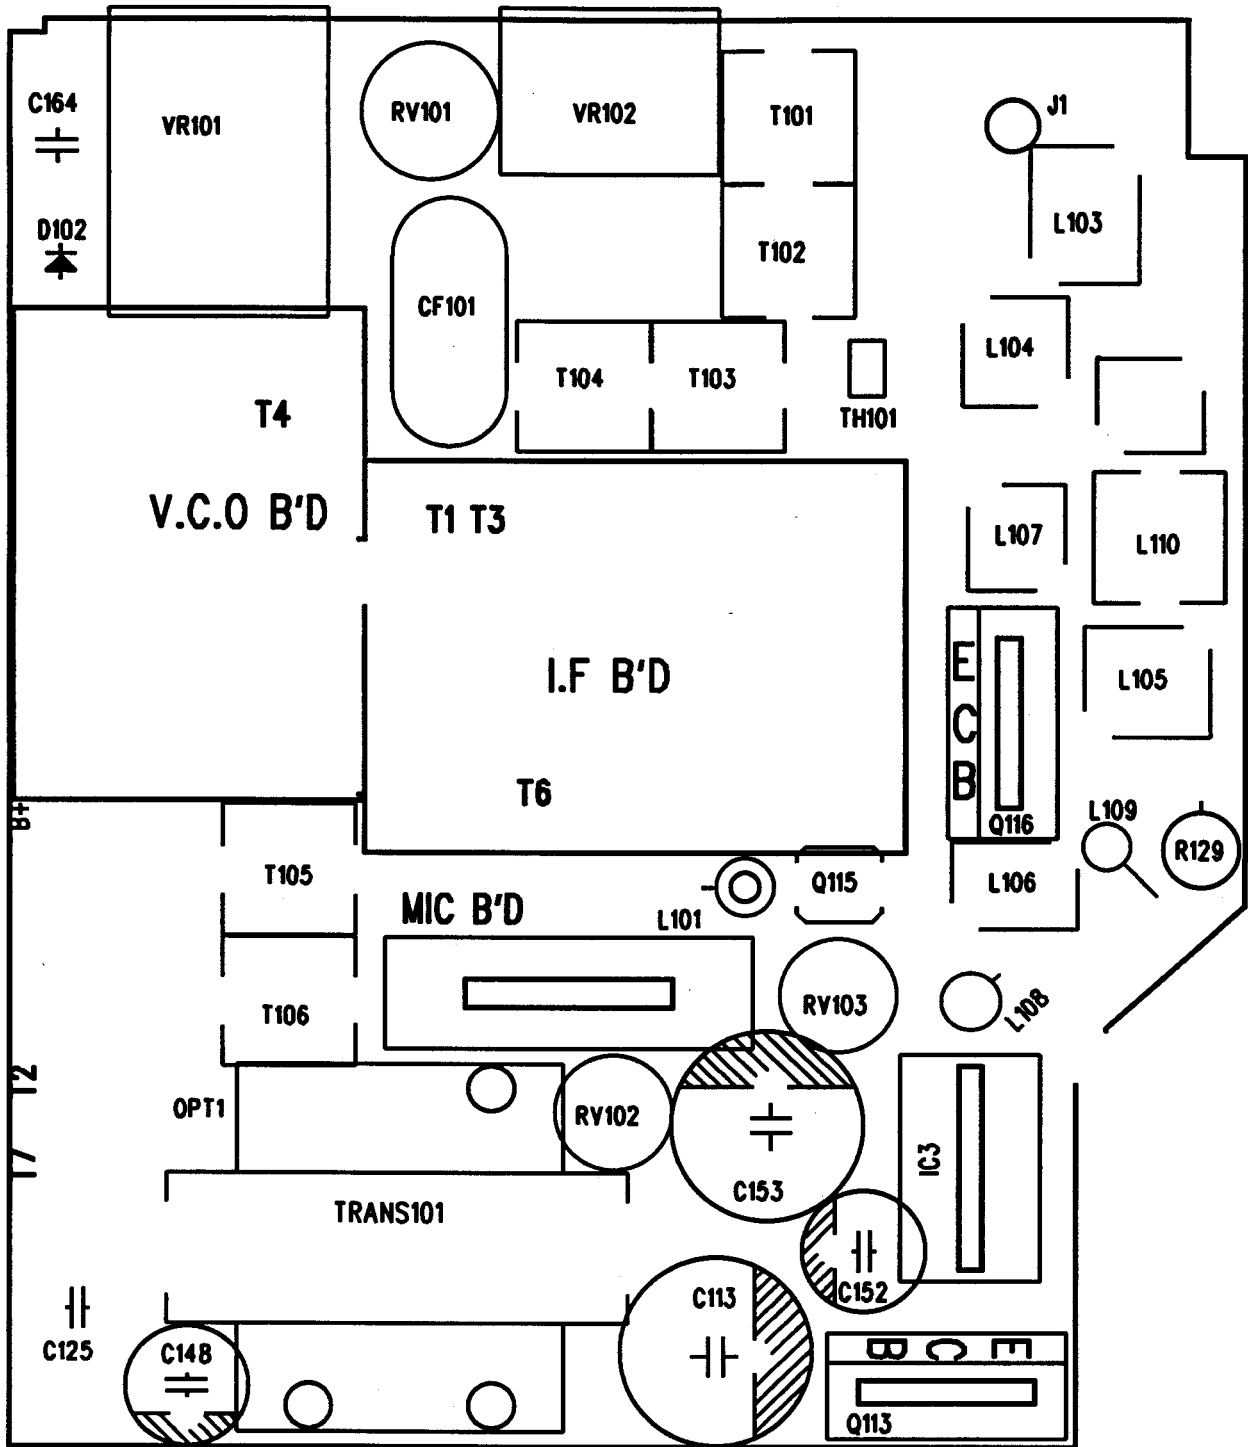 C164
VR101
RV101
VR102
T101
J1
D102
T102
L103
CF101
L104
T104
T103
T4
TH101
V.C.O B'D
T1 T3
L107
L110
I.F B'D
E
C
B
L105
T6
B+
Q116
L109
R129
T105
Q115
L106
MIC B'D
L101
T106
RV103
L108
T2
OPT1
RV102
T7
IC3
C153
TRANS101
C152
C113
C125
C148
B C E
Q113